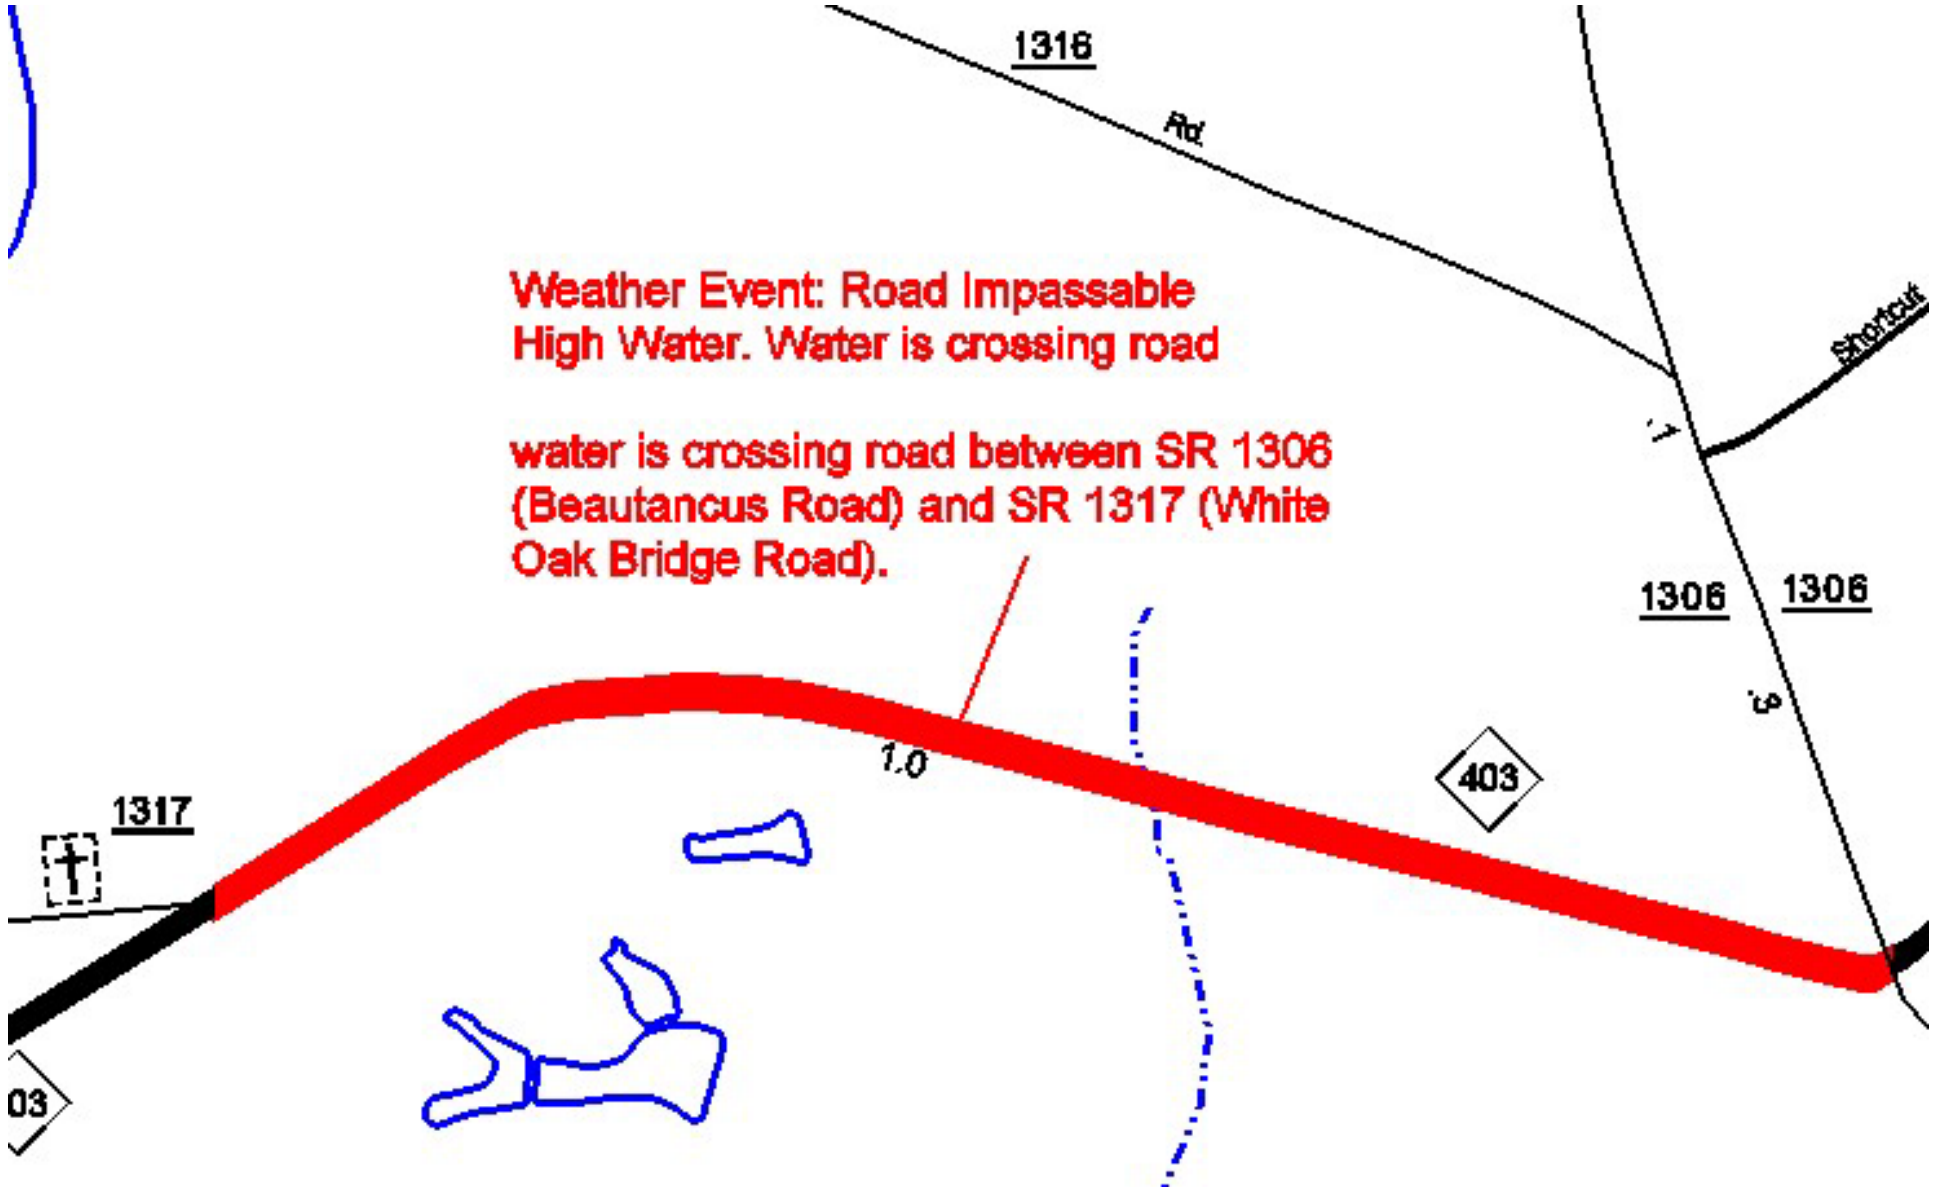 1316
Rd.
Weather Event: Road Impassable
High Water. Water is crossing road
Shortcut
.1
water is crossing road between SR 1306
(Beautancus Road) and SR 1317 (White
Oak Bridge Road).
1306
1306
.3
1.0
403
1317
03